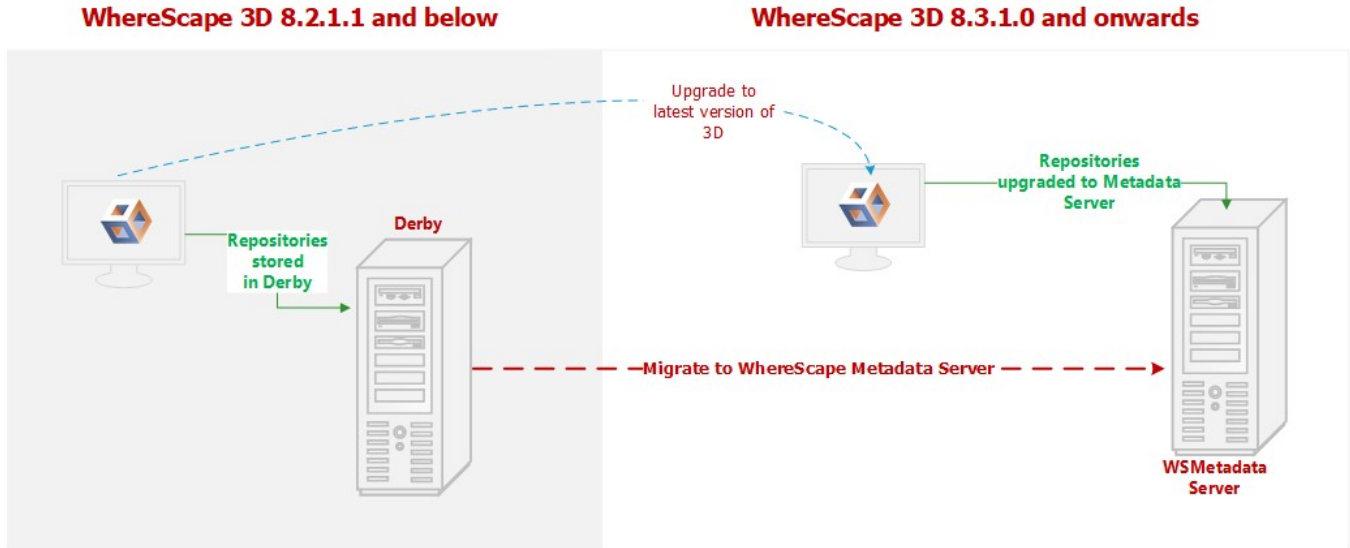 WhereScape 3D 8.2.1.1 and below
WhereScape 3D 8.3.1.0 and onwards
Upgrade to
latest version of
3D
Repositories
upgraded to Metadata
Server
Derby
Repositories
stored
in Derby
Migrate to WhereScape Metadata Server
WSMetadata
Server